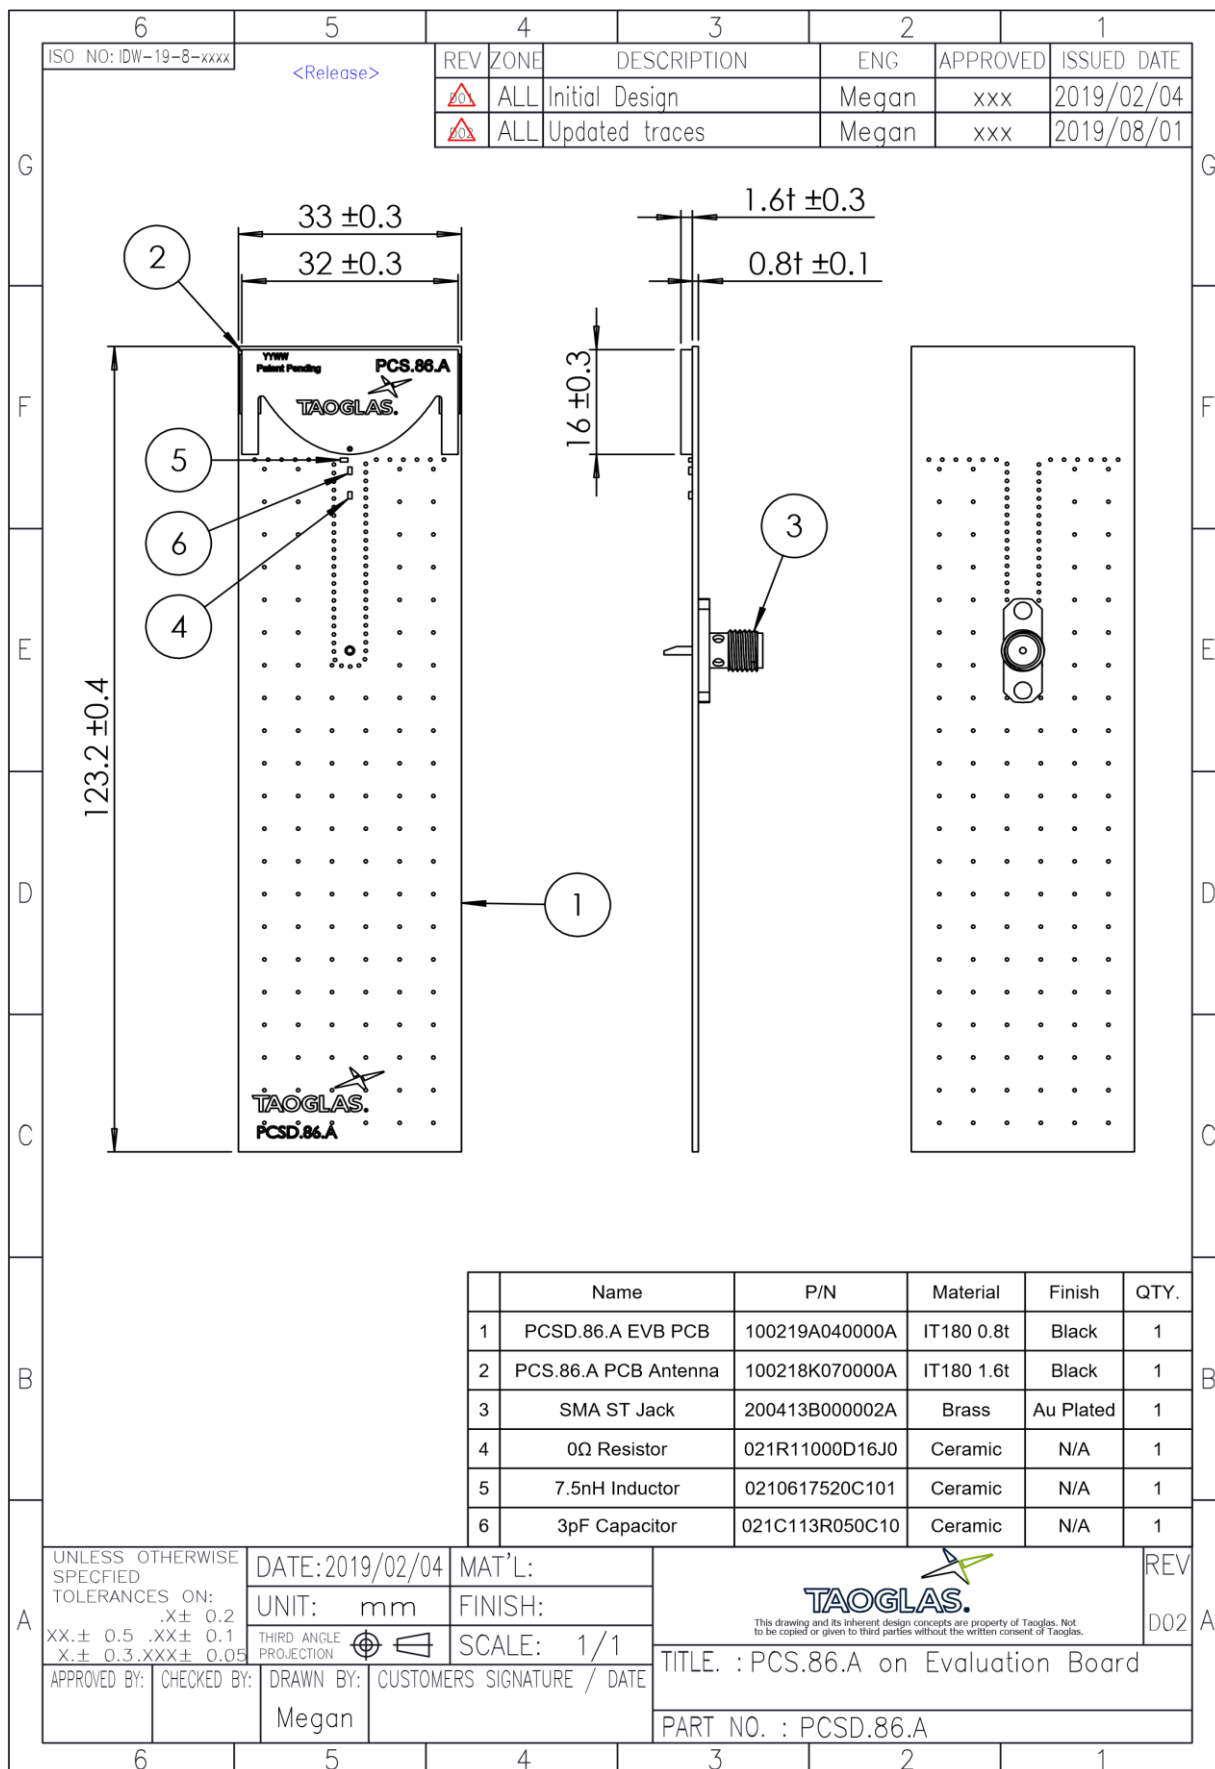 6 5 4 3 2 1
ISO NO: IDW-19-8-xxxx
<Release>
REV ZONE DESCRIPTION ENG APPROVED ISSUED DATE
D01 ALL Initial Design Megan xxx 2019/02/04
D02 ALL Updated traces Megan xxx 2019/08/01
G G
33 ±0.3
32 ±0.3
1.6t ±0.3
0.8t ±0.1
2
YYWW
Patent Pending
PCS.86.A
TAOGLAS.
16 ±0.3
F F
5
6
4
3
E E
123.2 ±0.4
1
D D
TAOGLAS.
PCSD.86.A
C C
Name P/N Material Finish QTY.
1 PCSD.86.A EVB PCB 100219A040000A IT180 0.8t Black 1
2 PCS.86.A PCB Antenna 100218K070000A IT180 1.6t Black 1
3 SMA ST Jack 200413B000002A Brass Au Plated 1
4 0Ω Resistor 021R11000D16J0 Ceramic N/A 1
5 7.5nH Inductor 0210617520C101 Ceramic N/A 1
6 3pF Capacitor 021C113R050C10 Ceramic N/A 1
B B
UNLESS OTHERWISE
SPECFIED
TOLERANCES ON:
.X± 0.2
XX.± 0.5 .XX± 0.1
X.± 0.3 .XXX± 0.05
DATE:2019/02/04
UNIT: mm
THIRD ANGLE
PROJECTION
MAT'L:
FINISH:
SCALE: 1/1
TAOGLAS.
This drawing and its inherent design concepts are property of Taoglas. Not
to be copied or given to third parties without the written consent of Taoglas.
REV
D02
A A
APPROVED BY: CHECKED BY: DRAWN BY: CUSTOMERS SIGNATURE / DATE
Megan
TITLE. : PCS.86.A on Evaluation Board
PART NO. : PCSD.86.A
6 5 4 3 2 1